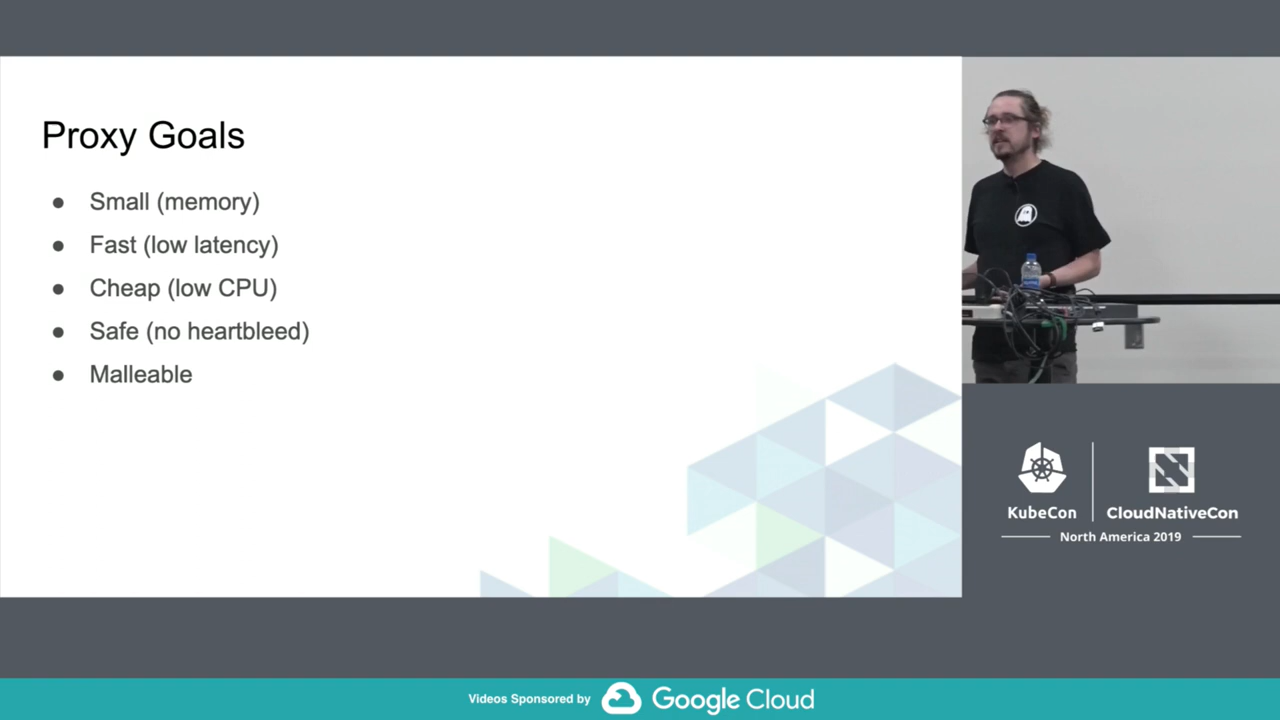 Proxy Goals
● Small (memory)
● Fast (low latency)
● Cheap (low CPU)
● Safe (no heartbleed)
● Malleable
KubeCon
CloudNativeCon
North America 2019
Videos Sponsored by Google Cloud